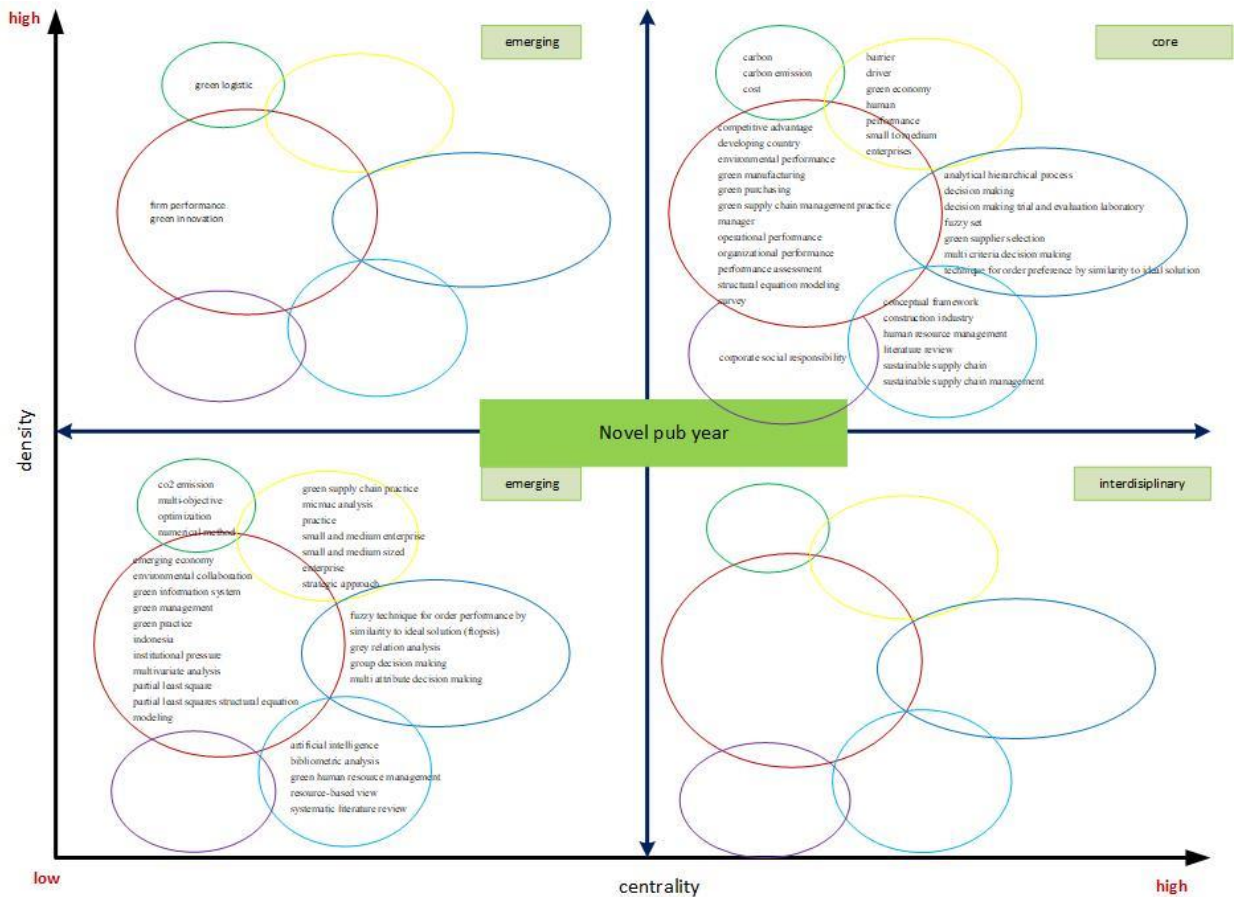 high
emerging
green logistic
firm performance
green innovation
core
carbon
carbon emission
cost
barrier
driver
green economy
human
performance
small to medium
enterprises
competitive advantage
developing country
environmental performance
green manufacturing
green purchasing
green supply chain management practice
manager
operational performance
organizational performance
performance assessment
structural equation modeling
survey
analytical hierarchical process
decision making
decision making trial and evaluation laboratory
fuzzy set
green supplier selection
multi criteria decision making
technique for order preference by similarity to ideal solution
conceptual framework
construction industry
human resource management
literature review
sustainable supply chain
sustainable supply chain management
corporate social responsibility
density
Novel pub year
emerging
co2 emission
multi-objective
optimization
numerical method
green supply chain practice
micmac analysis
practice
small and medium enterprise
small and medium sized
enterprise
strategic approach
emerging economy
environmental collaboration
green information system
green management
green practice
indonesia
institutional pressure
multivariate analysis
partial least square
partial least squares structural equation
modeling
fuzzy technique for order performance by
similarity to ideal solution (ftopsis)
grey relation analysis
group decision making
multi attribute decision making
artificial intelligence
bibliometric analysis
green human resource management
resource-based view
systematic literature review
interdisiplinary
low
centrality
high